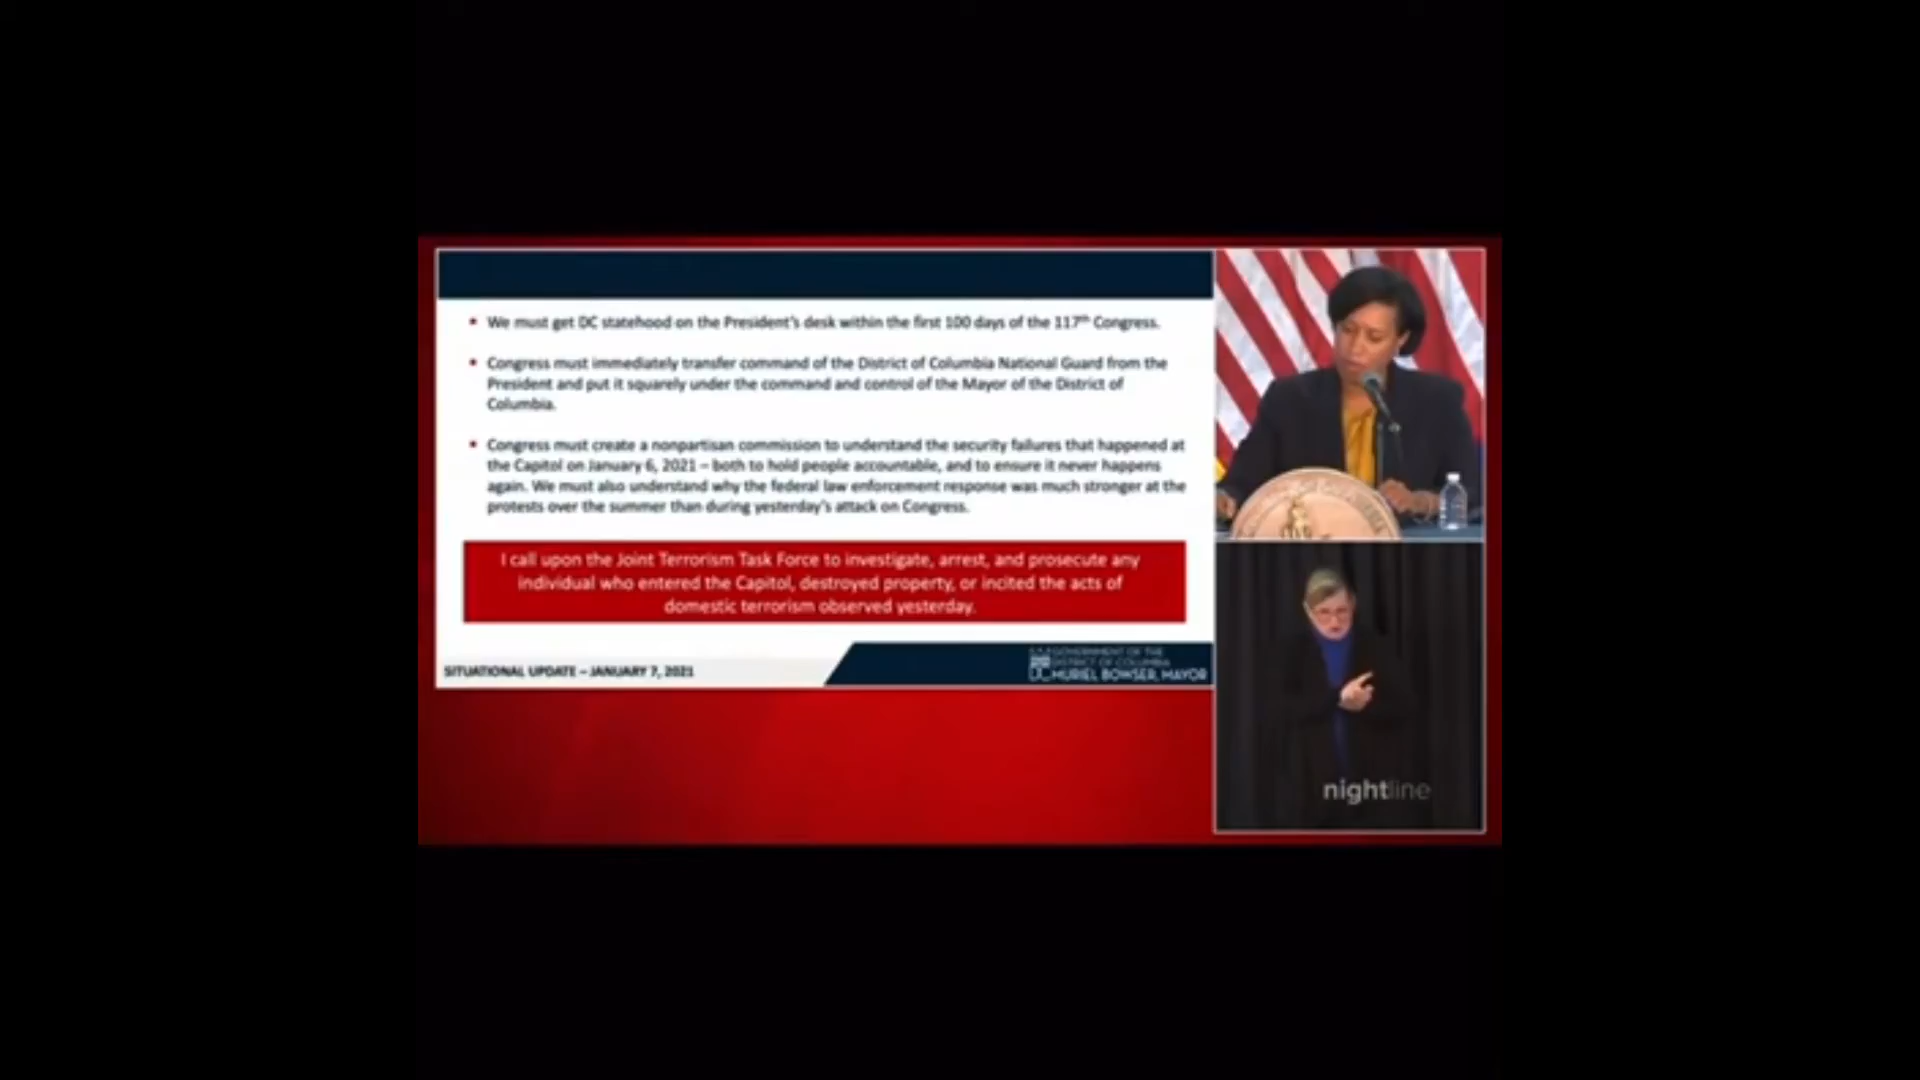 We must get DC statehood on the President's desk within the first 100 days of the 117th Congress.
Congress must immediately transfer command of the District of Columbia National Guard from the
President and put it squarely under the command and control of the Mayor of the District of
Columbia.
Congress must create a nonpartisan commission to understand the security failures that happened at
the Capitol on January 6, 2021 – both to hold people accountable, and to ensure it never happens
again. We must also understand why the federal law enforcement response was much stronger at the
protests over the summer than during yesterday's attack on Congress.
I call upon the Joint Terrorism Task Force to investigate, arrest, and prosecute any
individual who entered the Capitol, destroyed property, or incited the acts of
domestic terrorism observed yesterday.
SITUATIONAL UPDATE – JANUARY 7, 2021
GOVERNMENT OF THE
DISTRICT OF COLUMBIA
DC MURIEL BOWSER, MAYOR
nightline